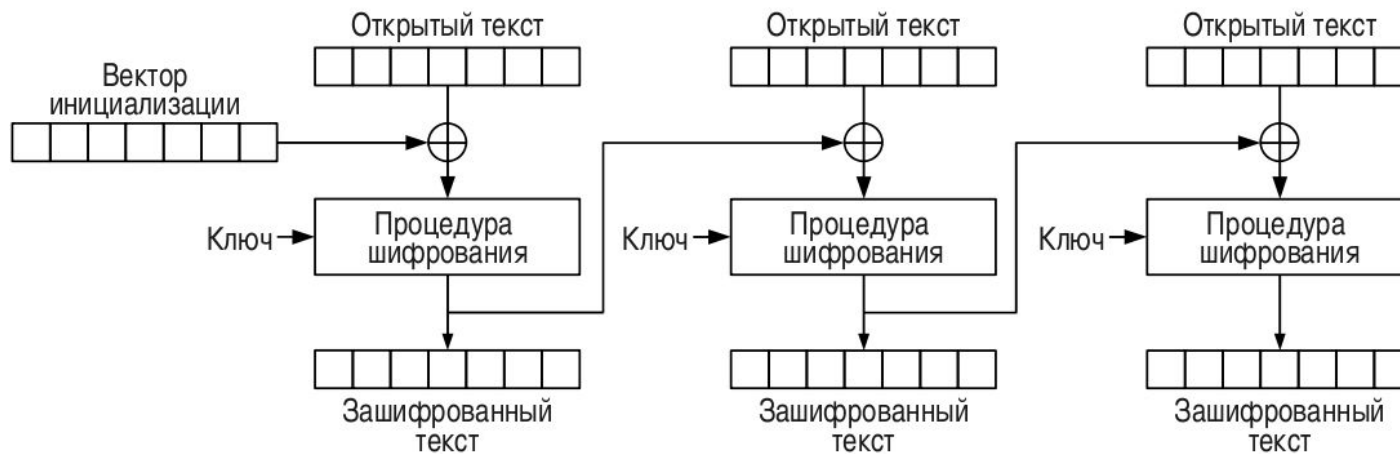 Открытый текст
Открытый текст
Открытый текст
Вектор
инициализации
Ключ
Процедура
шифрования
Ключ
Процедура
шифрования
Ключ
Процедура
шифрования
Зашифрованный
текст
Зашифрованный
текст
Зашифрованный
текст